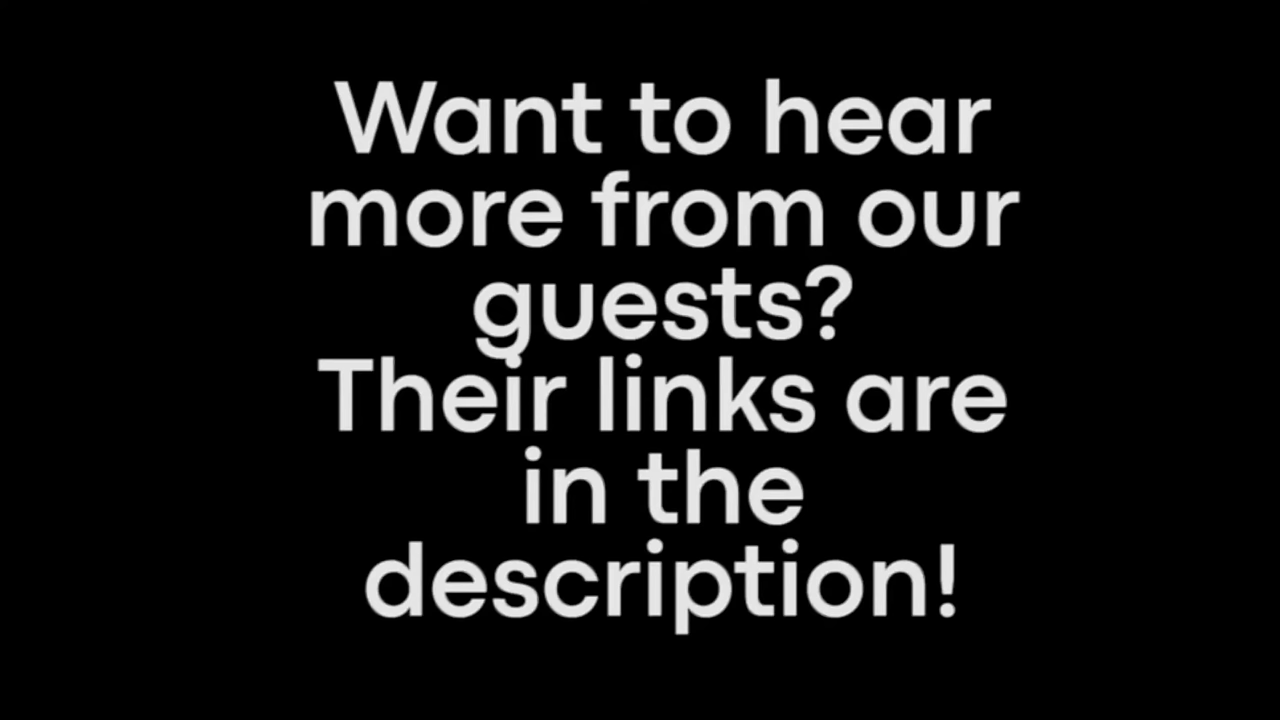 Want to hear
more from our
guests?
Their links are
in the
description!